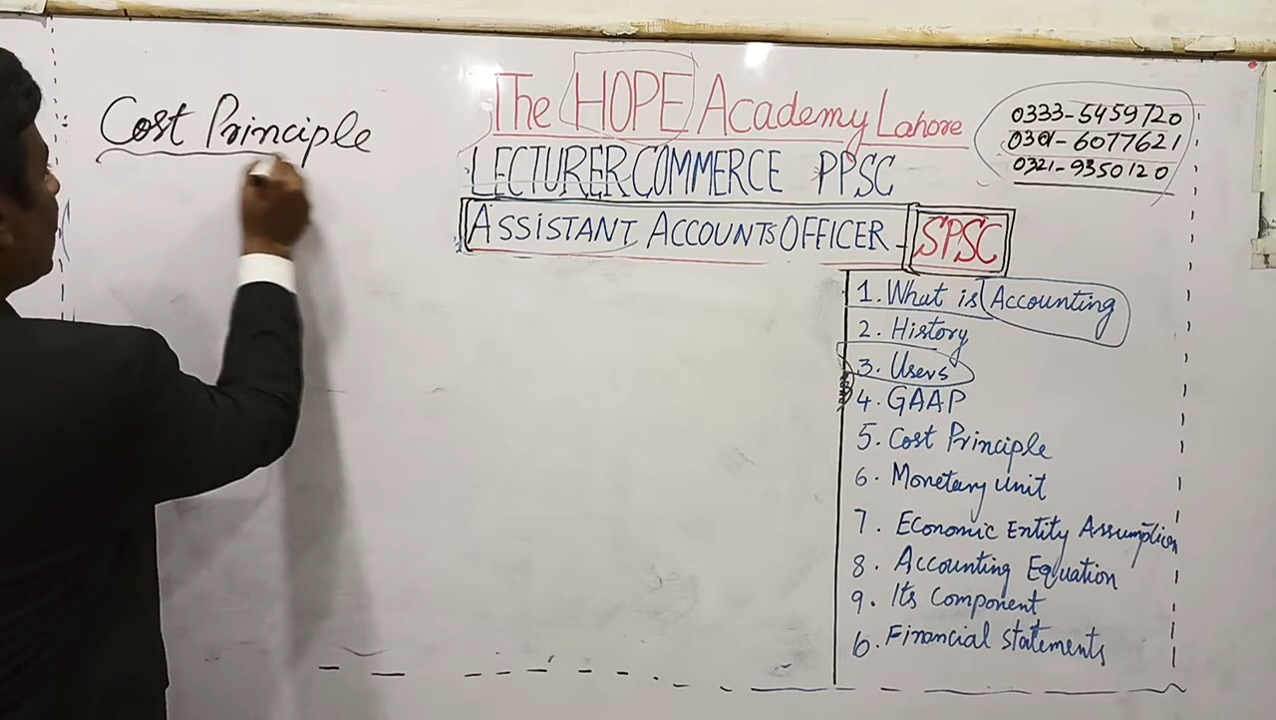 Cost Principle
The HOPE Academy Lahore
0333-5459720
0301-6077621
0321-9350120
LECTURER COMMERCE PPSC
ASSISTANT ACCOUNTS OFFICER - SPSC
1. What is Accounting
2. History
3. Users
4. GAAP
5. Cost Principle
6. Monetary Unit
7. Economic Entity Assumption
8. Accounting Equation
9. Its Component
6. Financial Statements